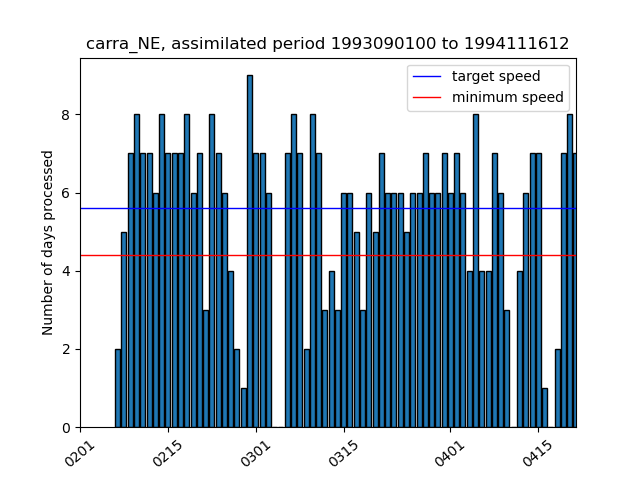 carra_NE, assimilated period 1993090100 to 1994111612
target speed
minimum speed
Number of days processed
8
6
4
2
0
0201
0215
0301
0315
0401
0415